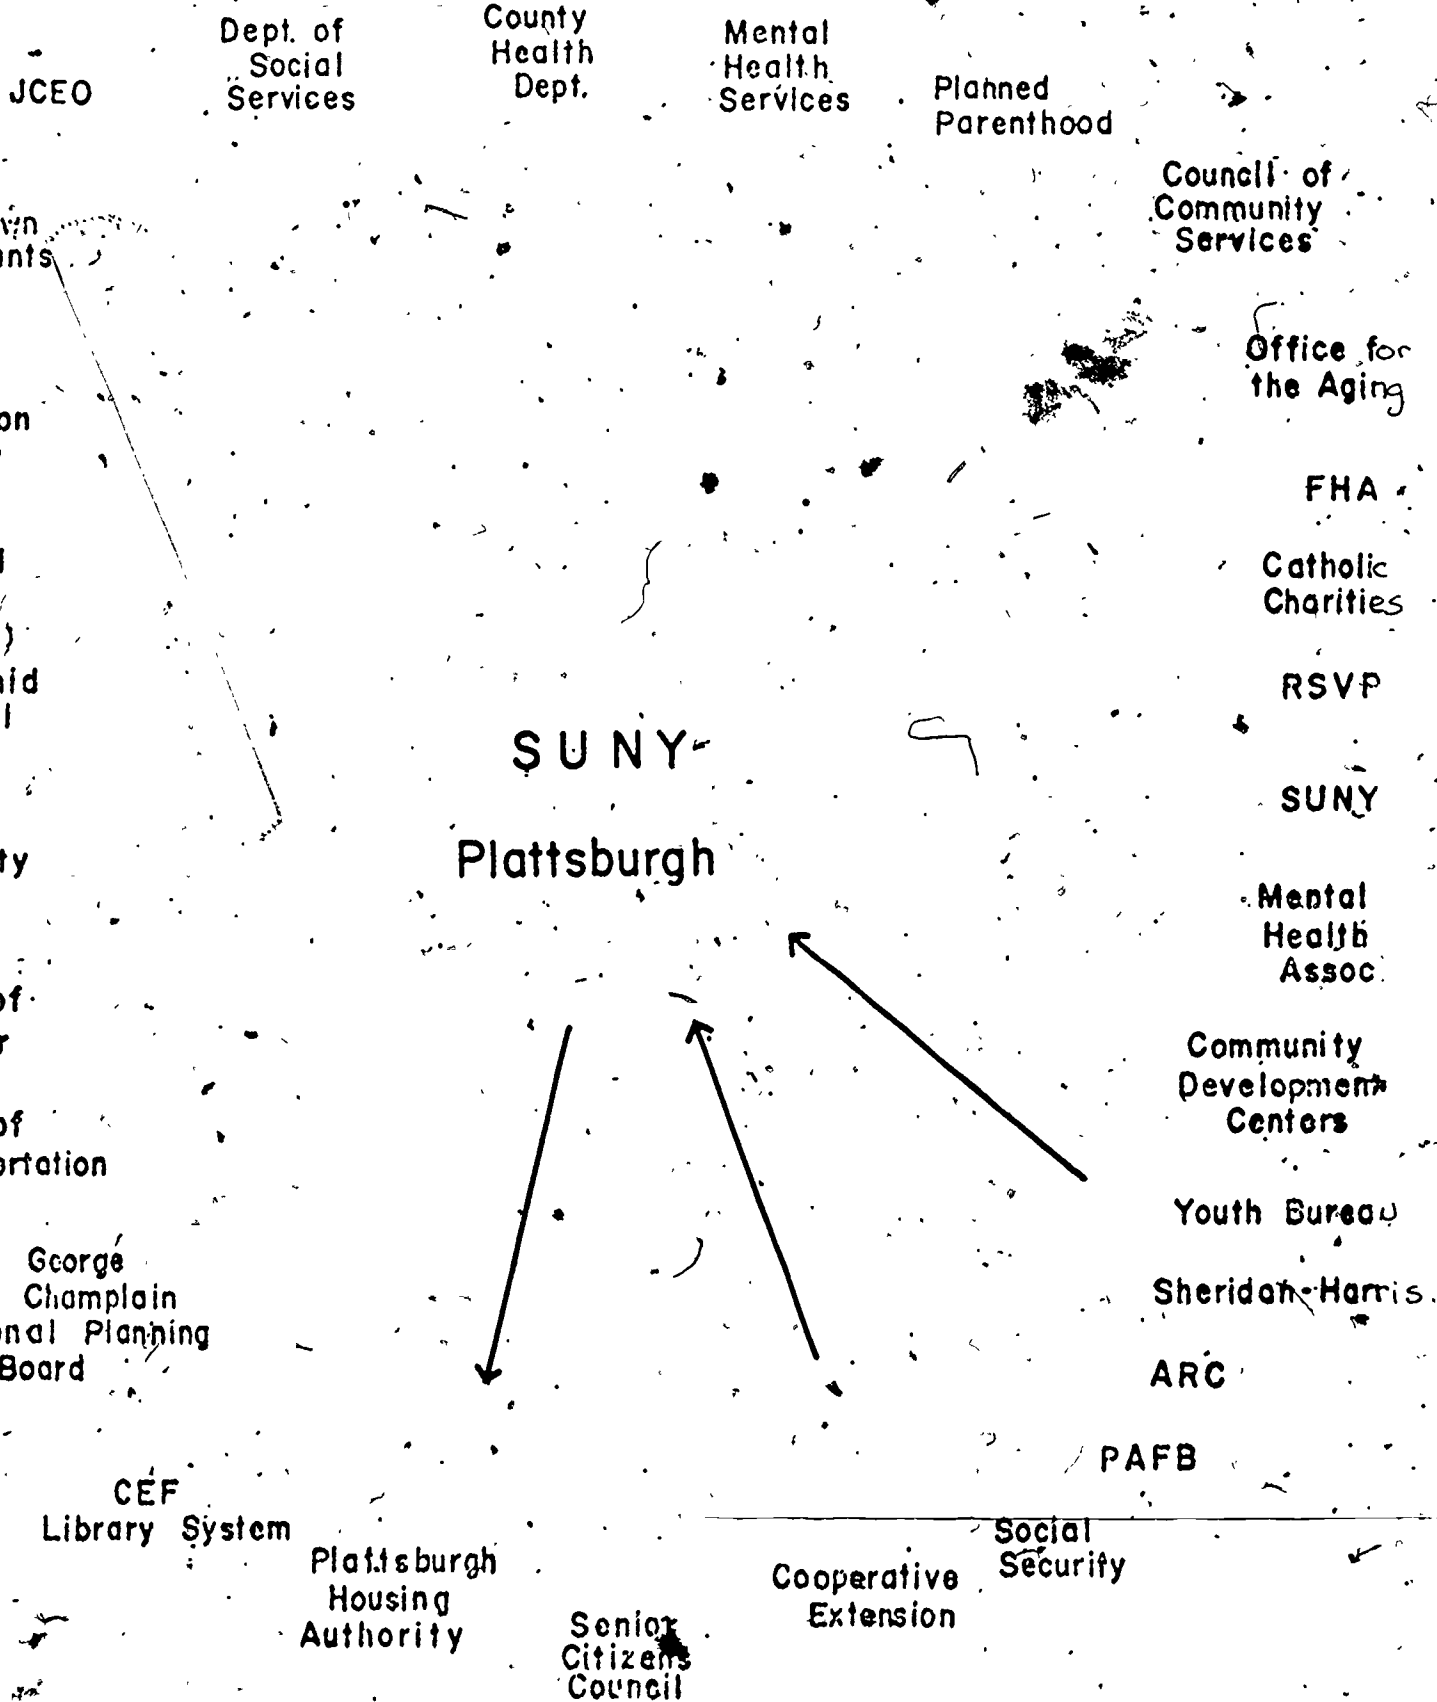 JCEO
Dept. of
Social
Services
County
Health
Dept.
Mental
Health
Services
Planned
Parenthood
Council of
Community
Services
Office for
the Aging
FHA
Catholic
Charities
RSVP
SUNY
Mental
Health
Assoc.
Community
Development
Centers
Youth Bureau
Sheridan-Harris
ARC
PAFB
Social
Security
Cooperative
Extension
Senior
Citizens
Council
Plattsburgh
Housing
Authority
CEF
Library System
George
Champlain
Planning
Board
of
SUNY
Plattsburgh